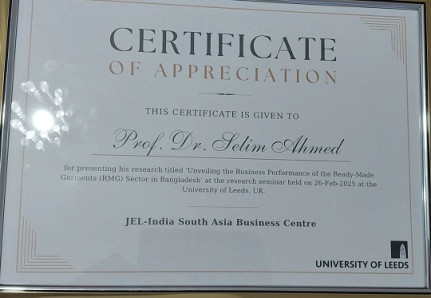 CERTIFICATE
OF APPRECIATION
THIS CERTIFICATE IS GIVEN TO
Prof. Dr. Selim Ahmed
for presenting his research titled 'Unveiling the Business Performance of the Ready-Made
Garments (RMG) Sector in Bangladesh' at the research seminar held on 26-Feb-2025 at the
University of Leeds, UK.
JEL-India South Asia Business Centre
UNIVERSITY OF LEEDS